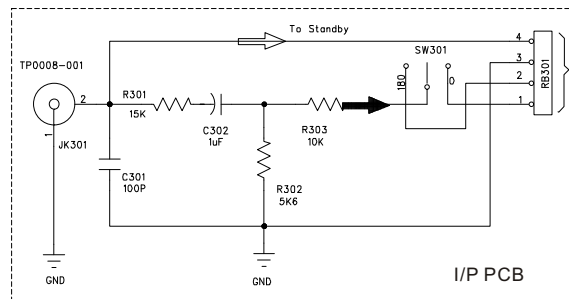 To Standby
TP0008-001
SW301
4
3
2
1
RB301
180
0
2
1
R301
15K
C302
1uF
R303
10K
JK301
C301
100P
R302
5K6
GND
GND
I/P PCB